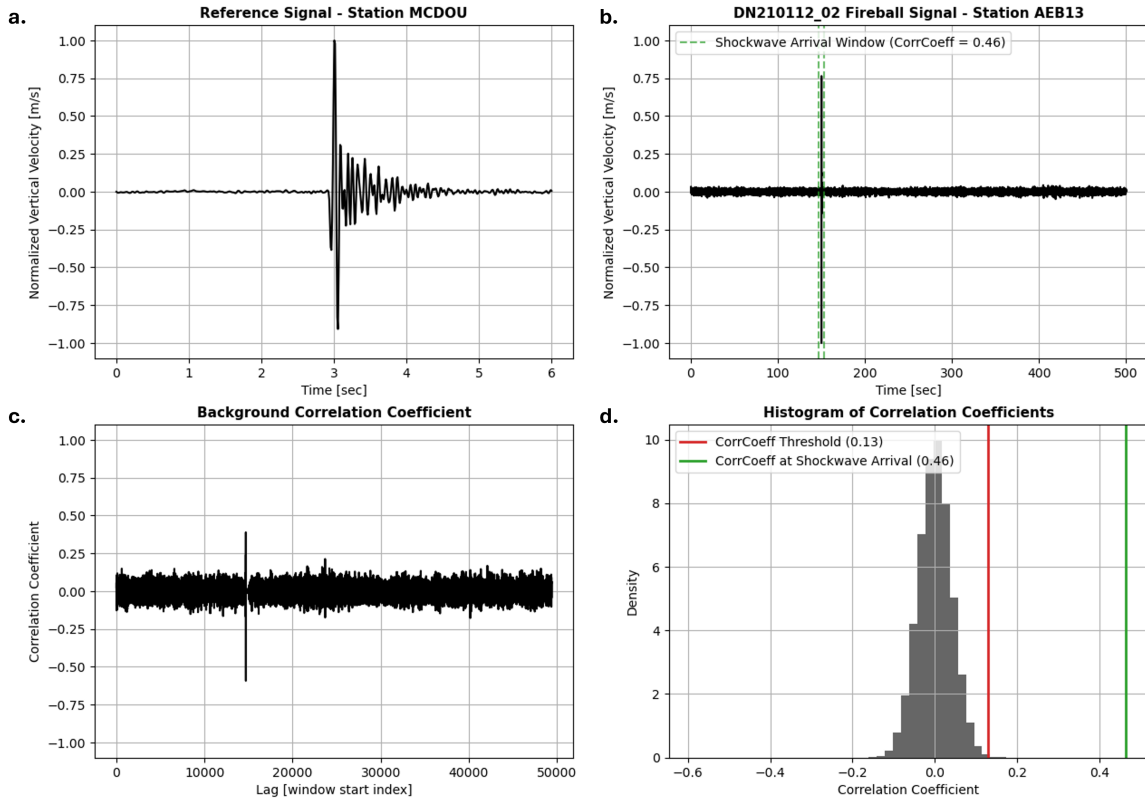 a.
Reference Signal - Station MCDOU
Normalized Vertical Velocity [m/s]
1.00
0.75
0.50
0.25
0.00
−0.25
−0.50
−0.75
−1.00
0 1 2 3 4 5 6
Time [sec]
b.
DN210112_02 Fireball Signal - Station AEB13
Shockwave Arrival Window (CorrCoeff = 0.46)
Normalized Vertical Velocity [m/s]
1.00
0.75
0.50
0.25
0.00
−0.25
−0.50
−0.75
−1.00
0 100 200 300 400 500
Time [sec]
c.
Background Correlation Coefficient
Correlation Coefficient
1.00
0.75
0.50
0.25
0.00
−0.25
−0.50
−0.75
−1.00
0 10000 20000 30000 40000 50000
Lag [window start index]
d.
Histogram of Correlation Coefficients
CorrCoeff Threshold (0.13)
CorrCoeff at Shockwave Arrival (0.46)
Density
10
8
6
4
2
0
−0.6 −0.4 −0.2 0.0 0.2 0.4
Correlation Coefficient